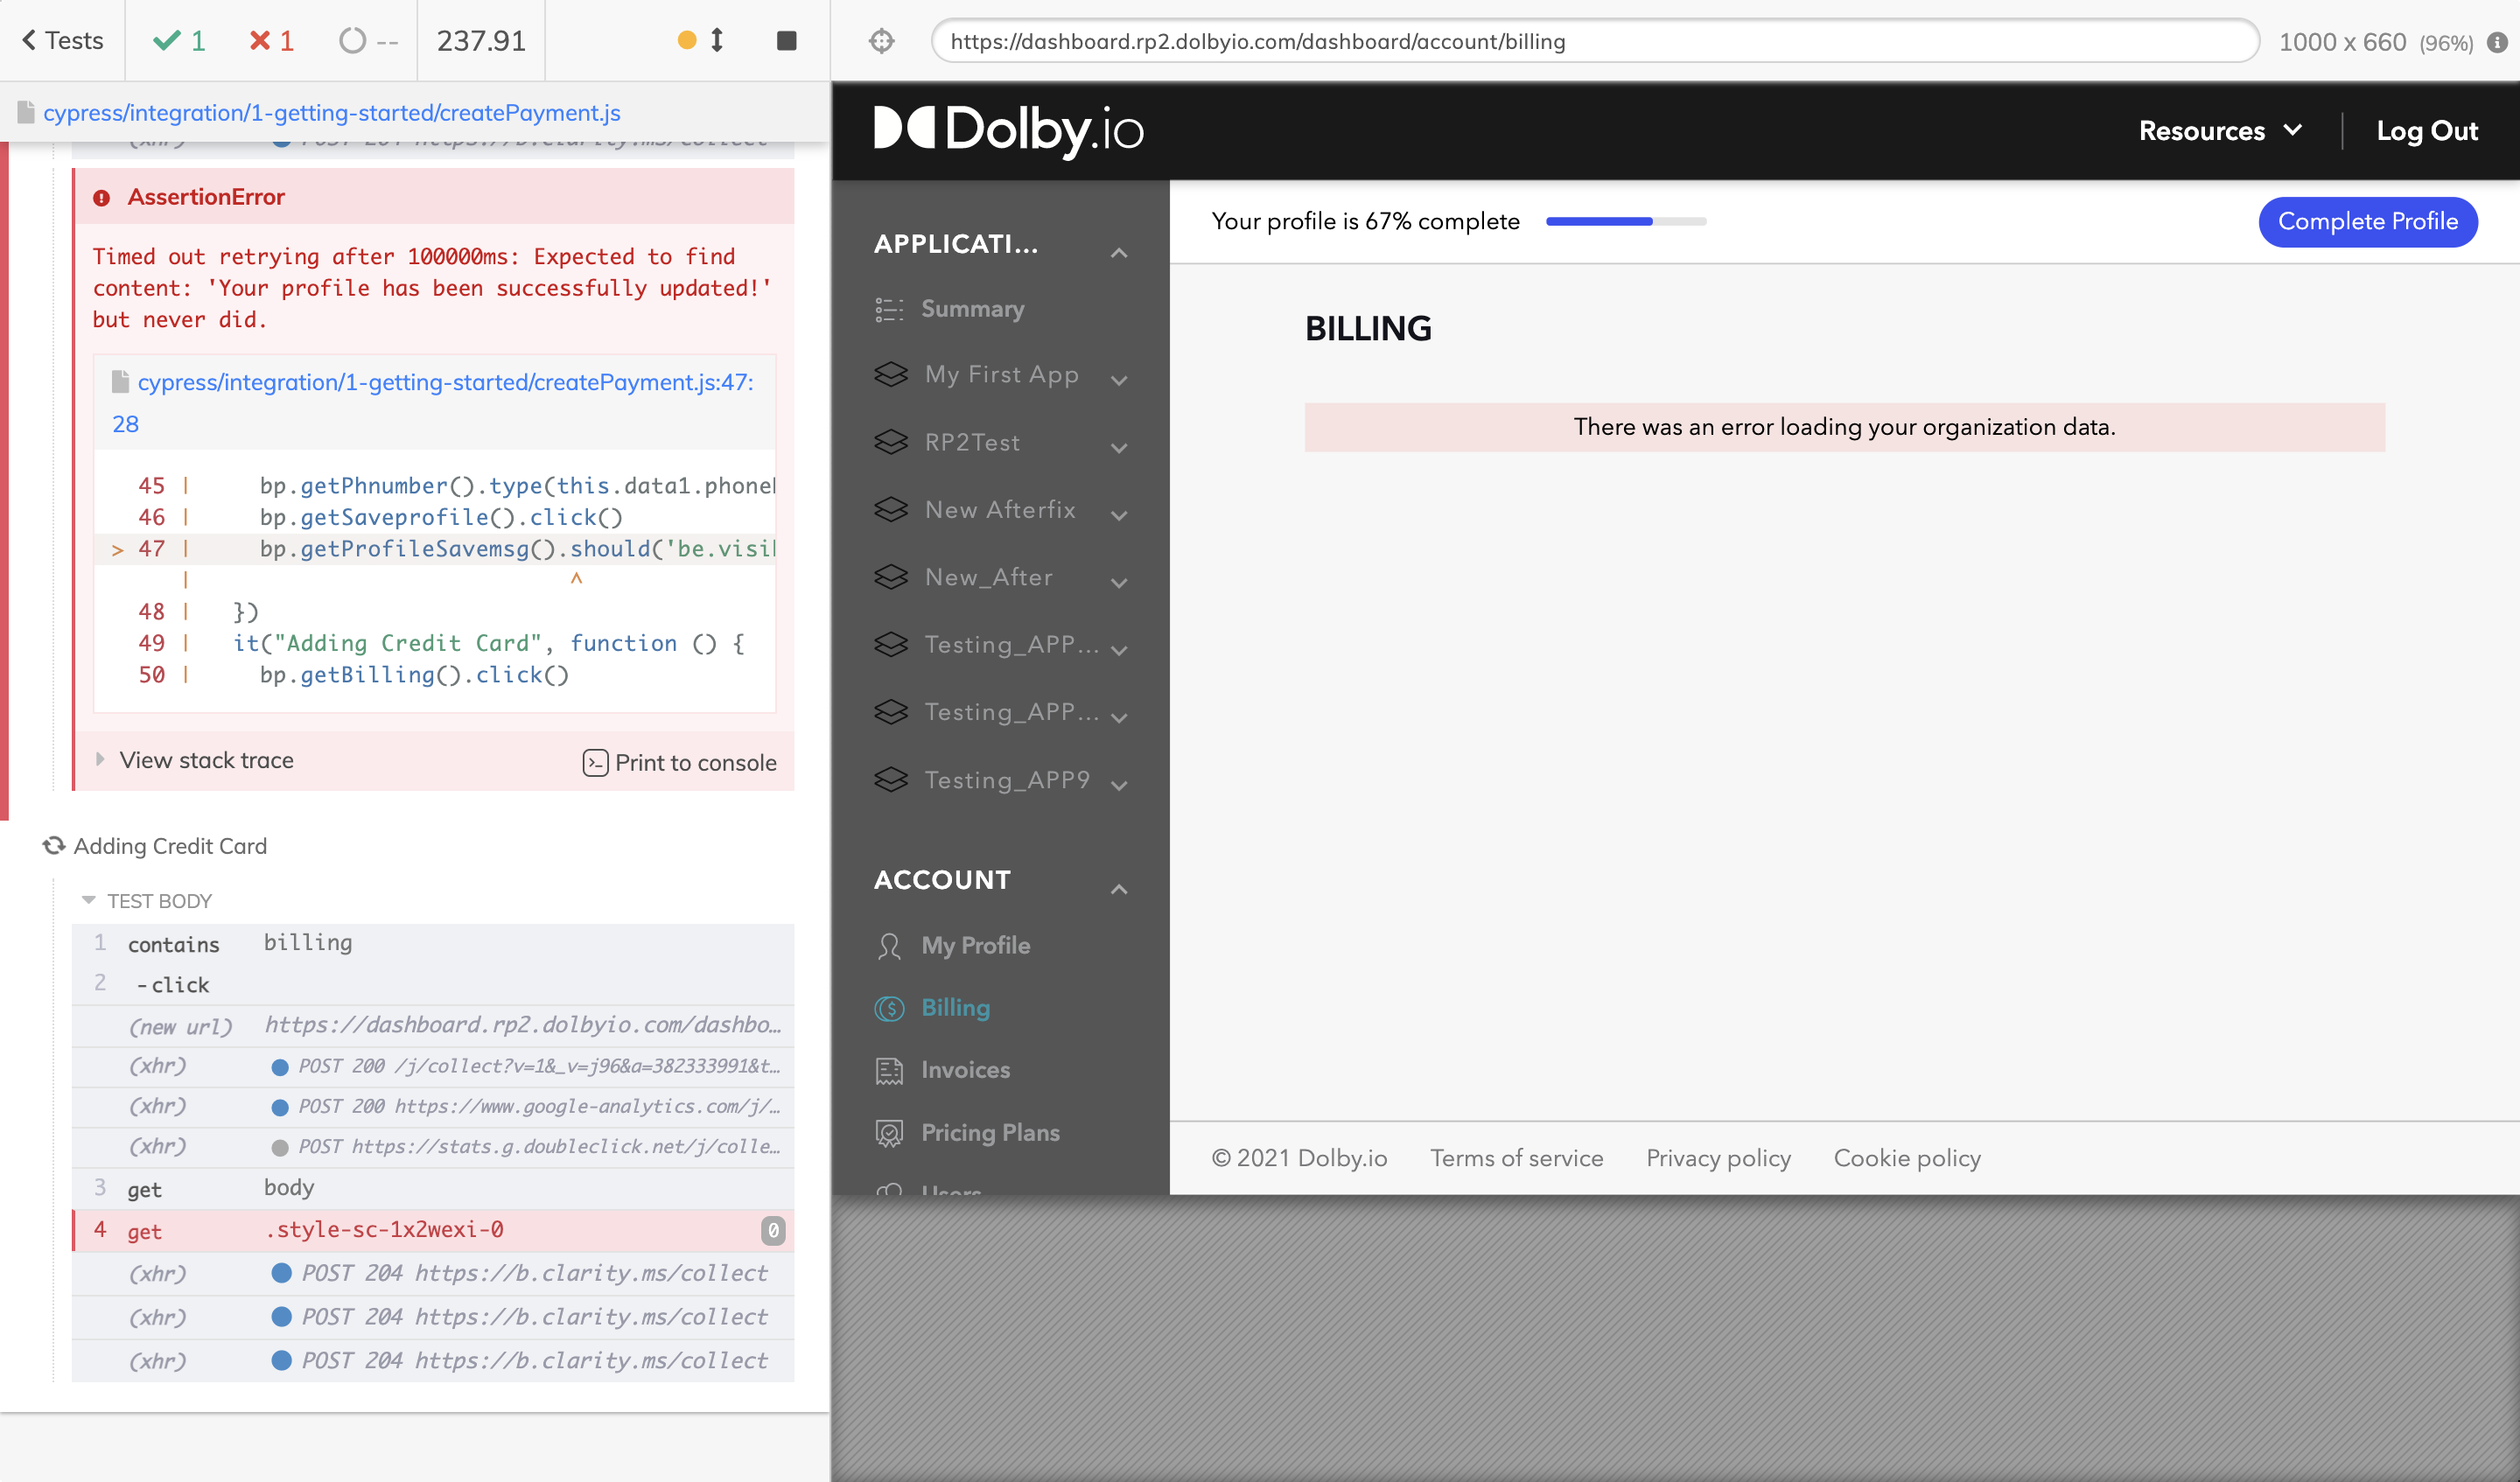 Tests
1
1
--
237.91
https://dashboard.rp2.dolbyio.com/dashboard/account/billing
1000 x 660 (96%)
cypress/integration/1-getting-started/createPayment.js
(xhr) POST 204 https://b.clarity.ms/collect
AssertionError
Timed out retrying after 100000ms: Expected to find
content: 'Your profile has been successfully updated!'
but never did.
cypress/integration/1-getting-started/createPayment.js:47:
28
45 | bp.getPhnumber().type(this.data1.phone
46 | bp.getSaveprofile().click()
> 47 | bp.getProfileSavemsg().should('be.visi
| ^
48 | })
49 | it("Adding Credit Card", function () {
50 | bp.getBilling().click()
View stack trace
Print to console
Adding Credit Card
TEST BODY
1 contains billing
2 -click
(new url) https://dashboard.rp2.dolbyio.com/dashbo…
(xhr) POST 200 /j/collect?v=1&_v=j96&a=382333991&t…
(xhr) POST 200 https://www.google-analytics.com/j/…
(xhr) POST https://stats.g.doubleclick.net/j/colle…
3 get body
4 get .style-sc-1x2wexi-0 0
(xhr) POST 204 https://b.clarity.ms/collect
(xhr) POST 204 https://b.clarity.ms/collect
(xhr) POST 204 https://b.clarity.ms/collect
Dolby.io
Resources
Log Out
APPLICATI...
Summary
My First App
RP2Test
New Afterfix
New_After
Testing_APP...
Testing_APP...
Testing_APP9
ACCOUNT
My Profile
Billing
Invoices
Pricing Plans
Users
Your profile is 67% complete
Complete Profile
BILLING
There was an error loading your organization data.
© 2021 Dolby.io
Terms of service
Privacy policy
Cookie policy